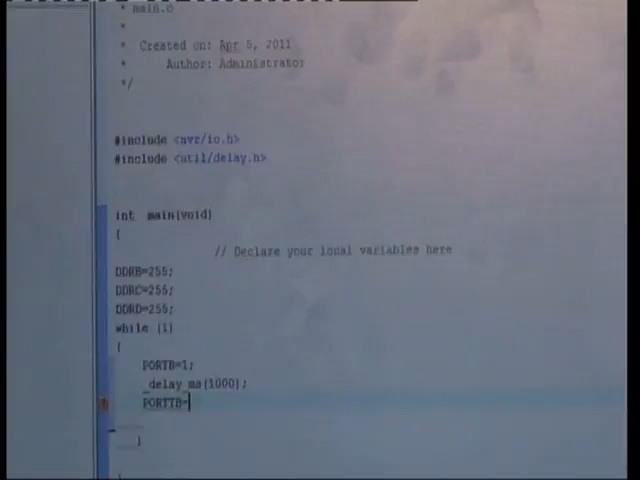 * main.c
*
* Created on: Apr 5, 2011
* Author: Administrator
*/
#include <avr/io.h>
#include <util/delay.h>
int main(void)
{
// Declare your local variables here
DDRB=255;
DDRC=255;
DDRD=255;
while (1)
{
PORTB=1;
_delay_ms(1000);
PORTTB=
}